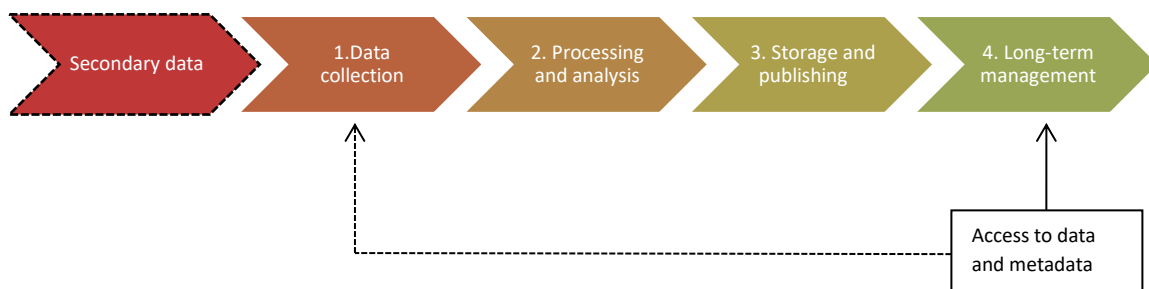 Secondary data
1.Data
collection
2. Processing
and analysis
3. Storage and
publishing
4. Long-term
management
Access to data
and metadata